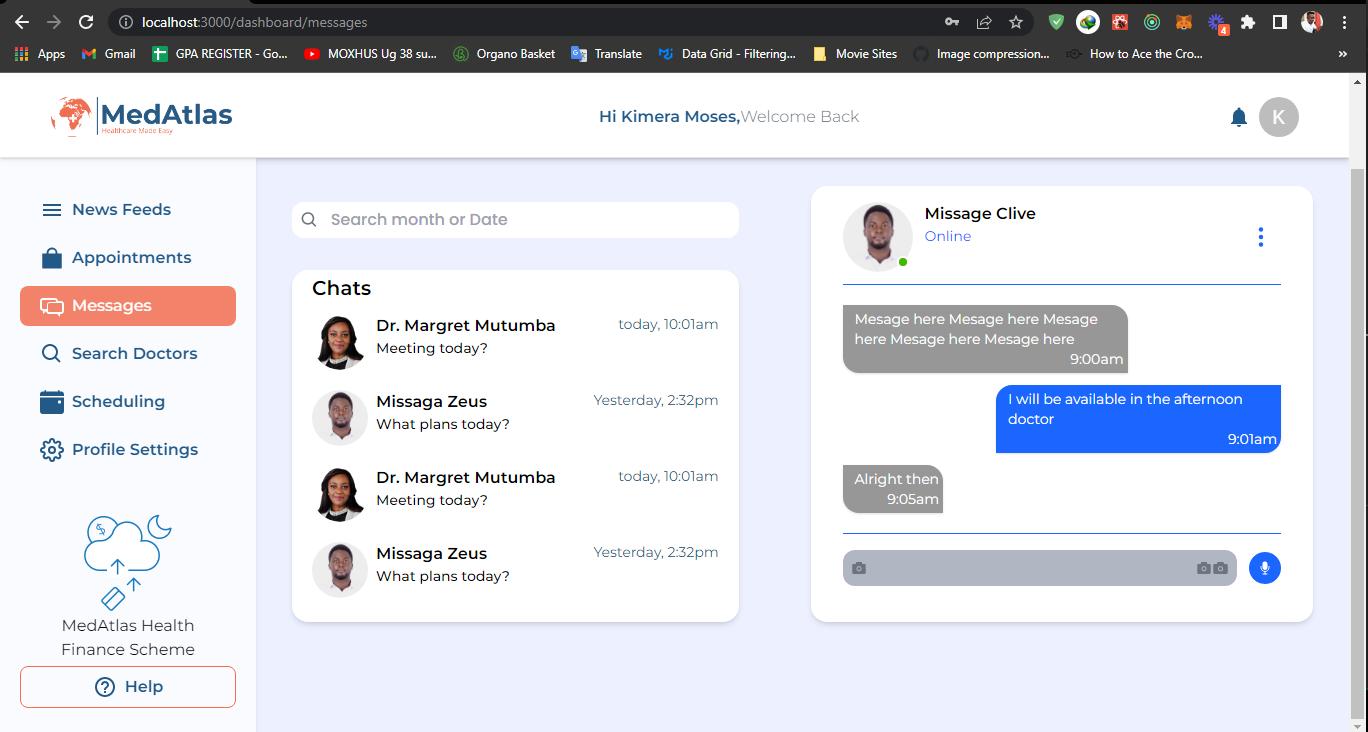 localhost:3000/dashboard/messages
4
Apps
Gmail
GPA REGISTER - Go...
MOXHUS Ug 38 su...
Organo Basket
Translate
Data Grid - Filtering...
Movie Sites
Image compression...
How to Ace the Cro...
»
MedAtlas
Healthcare Made Easy
Hi Kimera Moses,Welcome Back
K
News Feeds
Appointments
Messages
Search Doctors
Scheduling
Profile Settings
$
MedAtlas Health
Finance Scheme
Help
Search month or Date
Chats
Dr. Margret Mutumba today, 10:01am
Meeting today?
Missaga Zeus Yesterday, 2:32pm
What plans today?
Dr. Margret Mutumba today, 10:01am
Meeting today?
Missaga Zeus Yesterday, 2:32pm
What plans today?
Missage Clive
Online
Mesage here Mesage here Mesage
here Mesage here Mesage here
9:00am
I will be available in the afternoon
doctor
9:01am
Alright then
9:05am